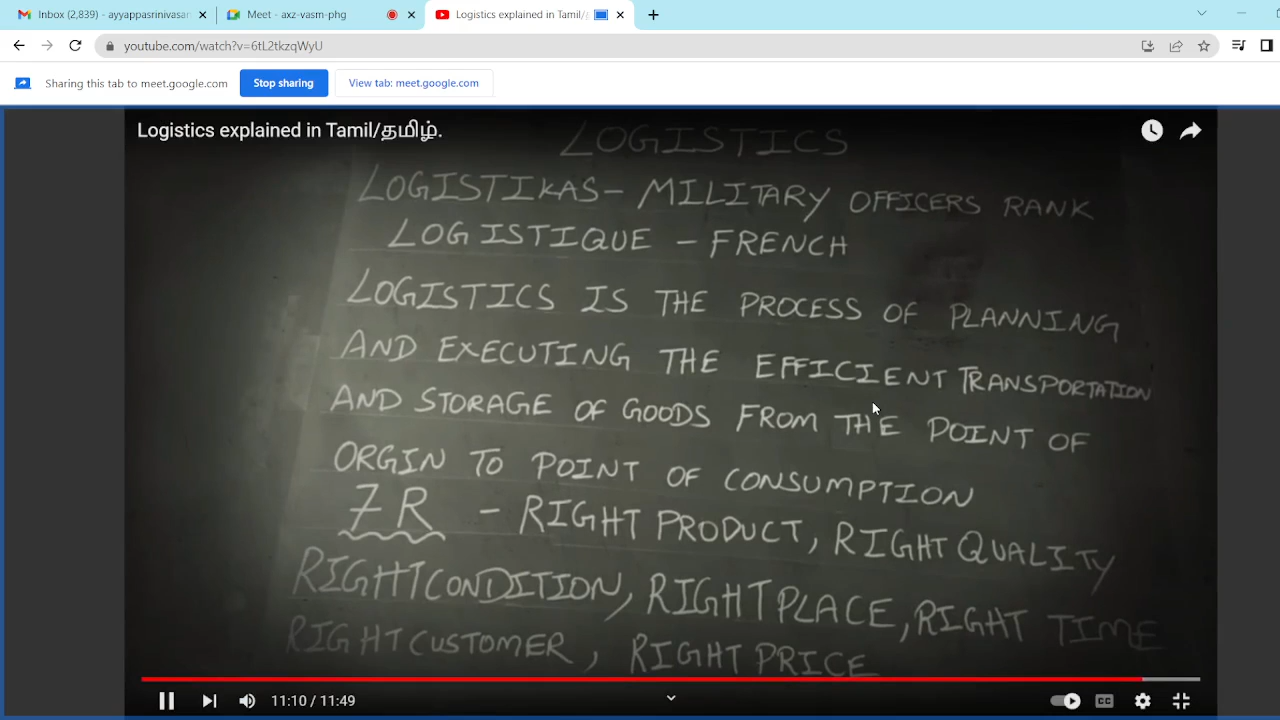 Inbox (2,839) - ayyappasrinivasan
Meet - axz-vasm-phg
Logistics explained in Tamil/
youtube.com/watch?v=6tL2tkzqWyU
Sharing this tab to meet.google.com
Stop sharing
View tab: meet.google.com
Logistics explained in Tamil/தமிழ்.
LOGISTICS
LOGISTIKAS- MILITARY OFFICERS RANK
LOGISTIQUE - FRENCH
LOGISTICS IS THE PROCESS OF PLANNING
AND EXECUTING THE EFFICIENT TRANSPORTATION
AND STORAGE OF GOODS FROM THE POINT OF
ORGIN TO POINT OF CONSUMPTION
7R - RIGHT PRODUCT, RIGHT QUALITY
RIGHT CONDITION, RIGHT PLACE, RIGHT TIME
RIGHT CUSTOMER, RIGHT PRICE
11:10 / 11:49
CC